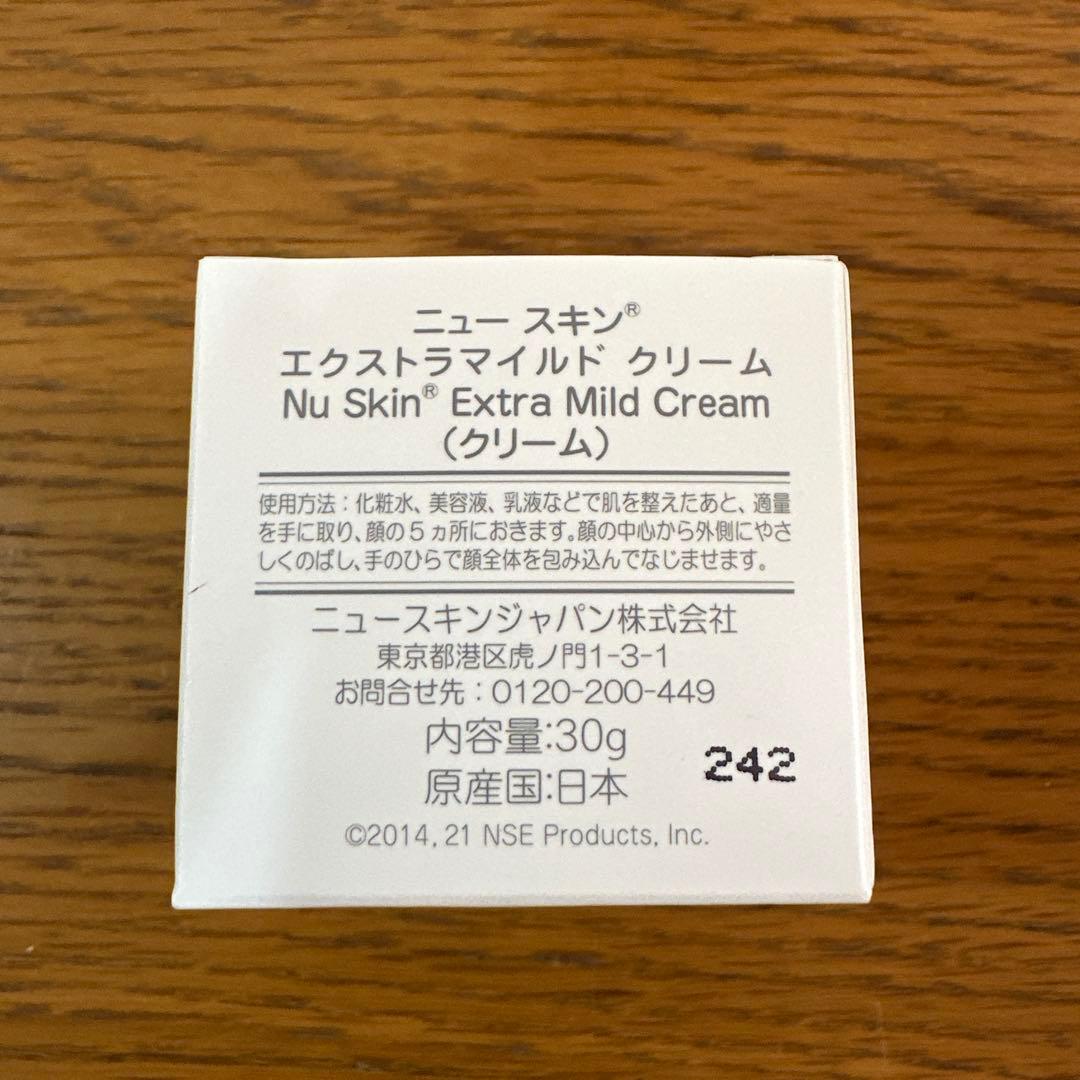 ニュー スキン®
エクストラマイルド クリーム
Nu Skin® Extra Mild Cream
（クリーム）
使用方法：化粧水、美容液、乳液などで肌を整えたあと、適量
を手に取り、顔の5ヵ所におきます。顔の中心から外側にやさ
しくのばし、手のひらで顔全体を包み込んでなじませます。
ニュースキンジャパン株式会社
東京都港区虎ノ門1-3-1
お問合せ先：0120-200-449
内容量:30g
原産国:日本
242
©2014, 21 NSE Products, Inc.